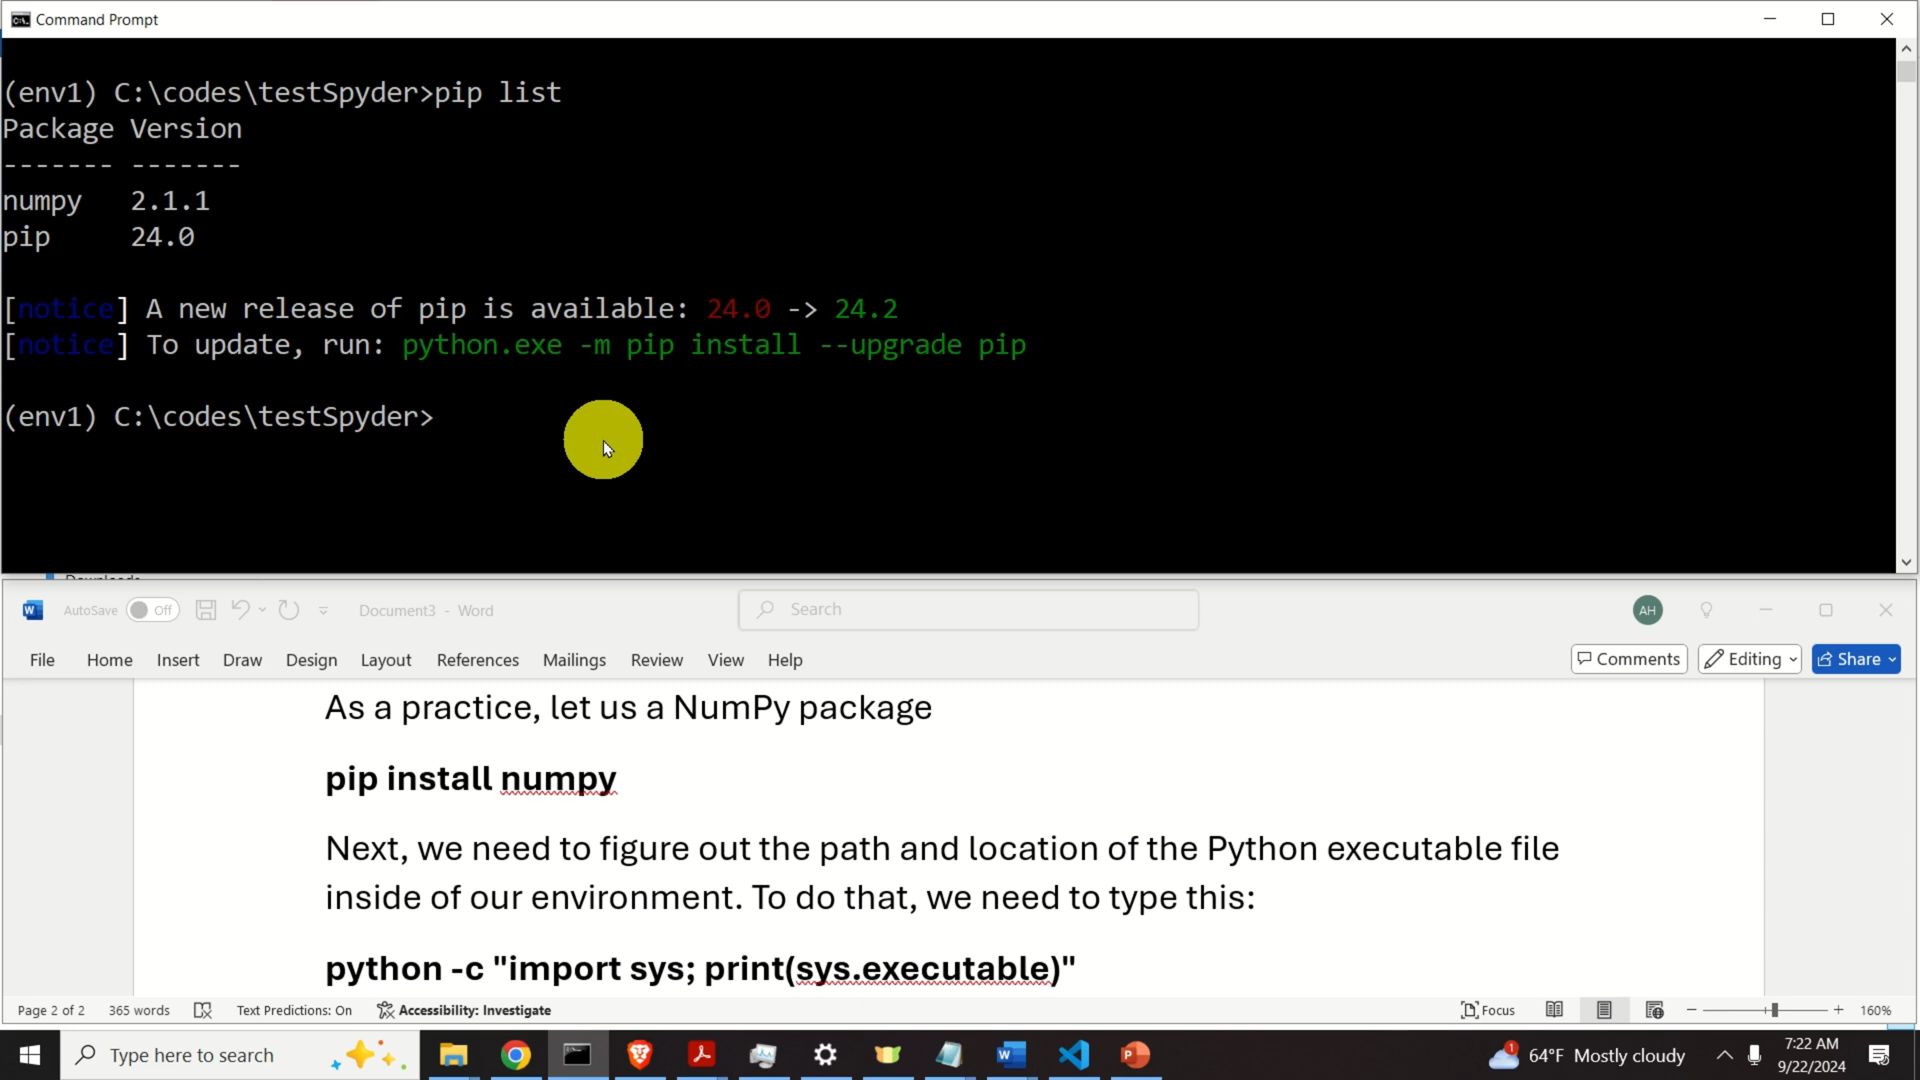 Command Prompt
(env1) C:\codes\testSpyder>pip list
Package Version
------- -------
numpy 2.1.1
pip 24.0
[notice] A new release of pip is available: 24.0 -> 24.2
[notice] To update, run: python.exe -m pip install --upgrade pip
(env1) C:\codes\testSpyder>
AutoSave Off Document3 - Word Search AH
File Home Insert Draw Design Layout References Mailings Review View Help Comments Editing Share
As a practice, let us a NumPy package
pip install numpy
Next, we need to figure out the path and location of the Python executable file
inside of our environment. To do that, we need to type this:
python -c "import sys; print(sys.executable)"
Page 2 of 2 365 words Text Predictions: On Accessibility: Investigate Focus 160%
Type here to search 1 64°F Mostly cloudy 7:22 AM
9/22/2024